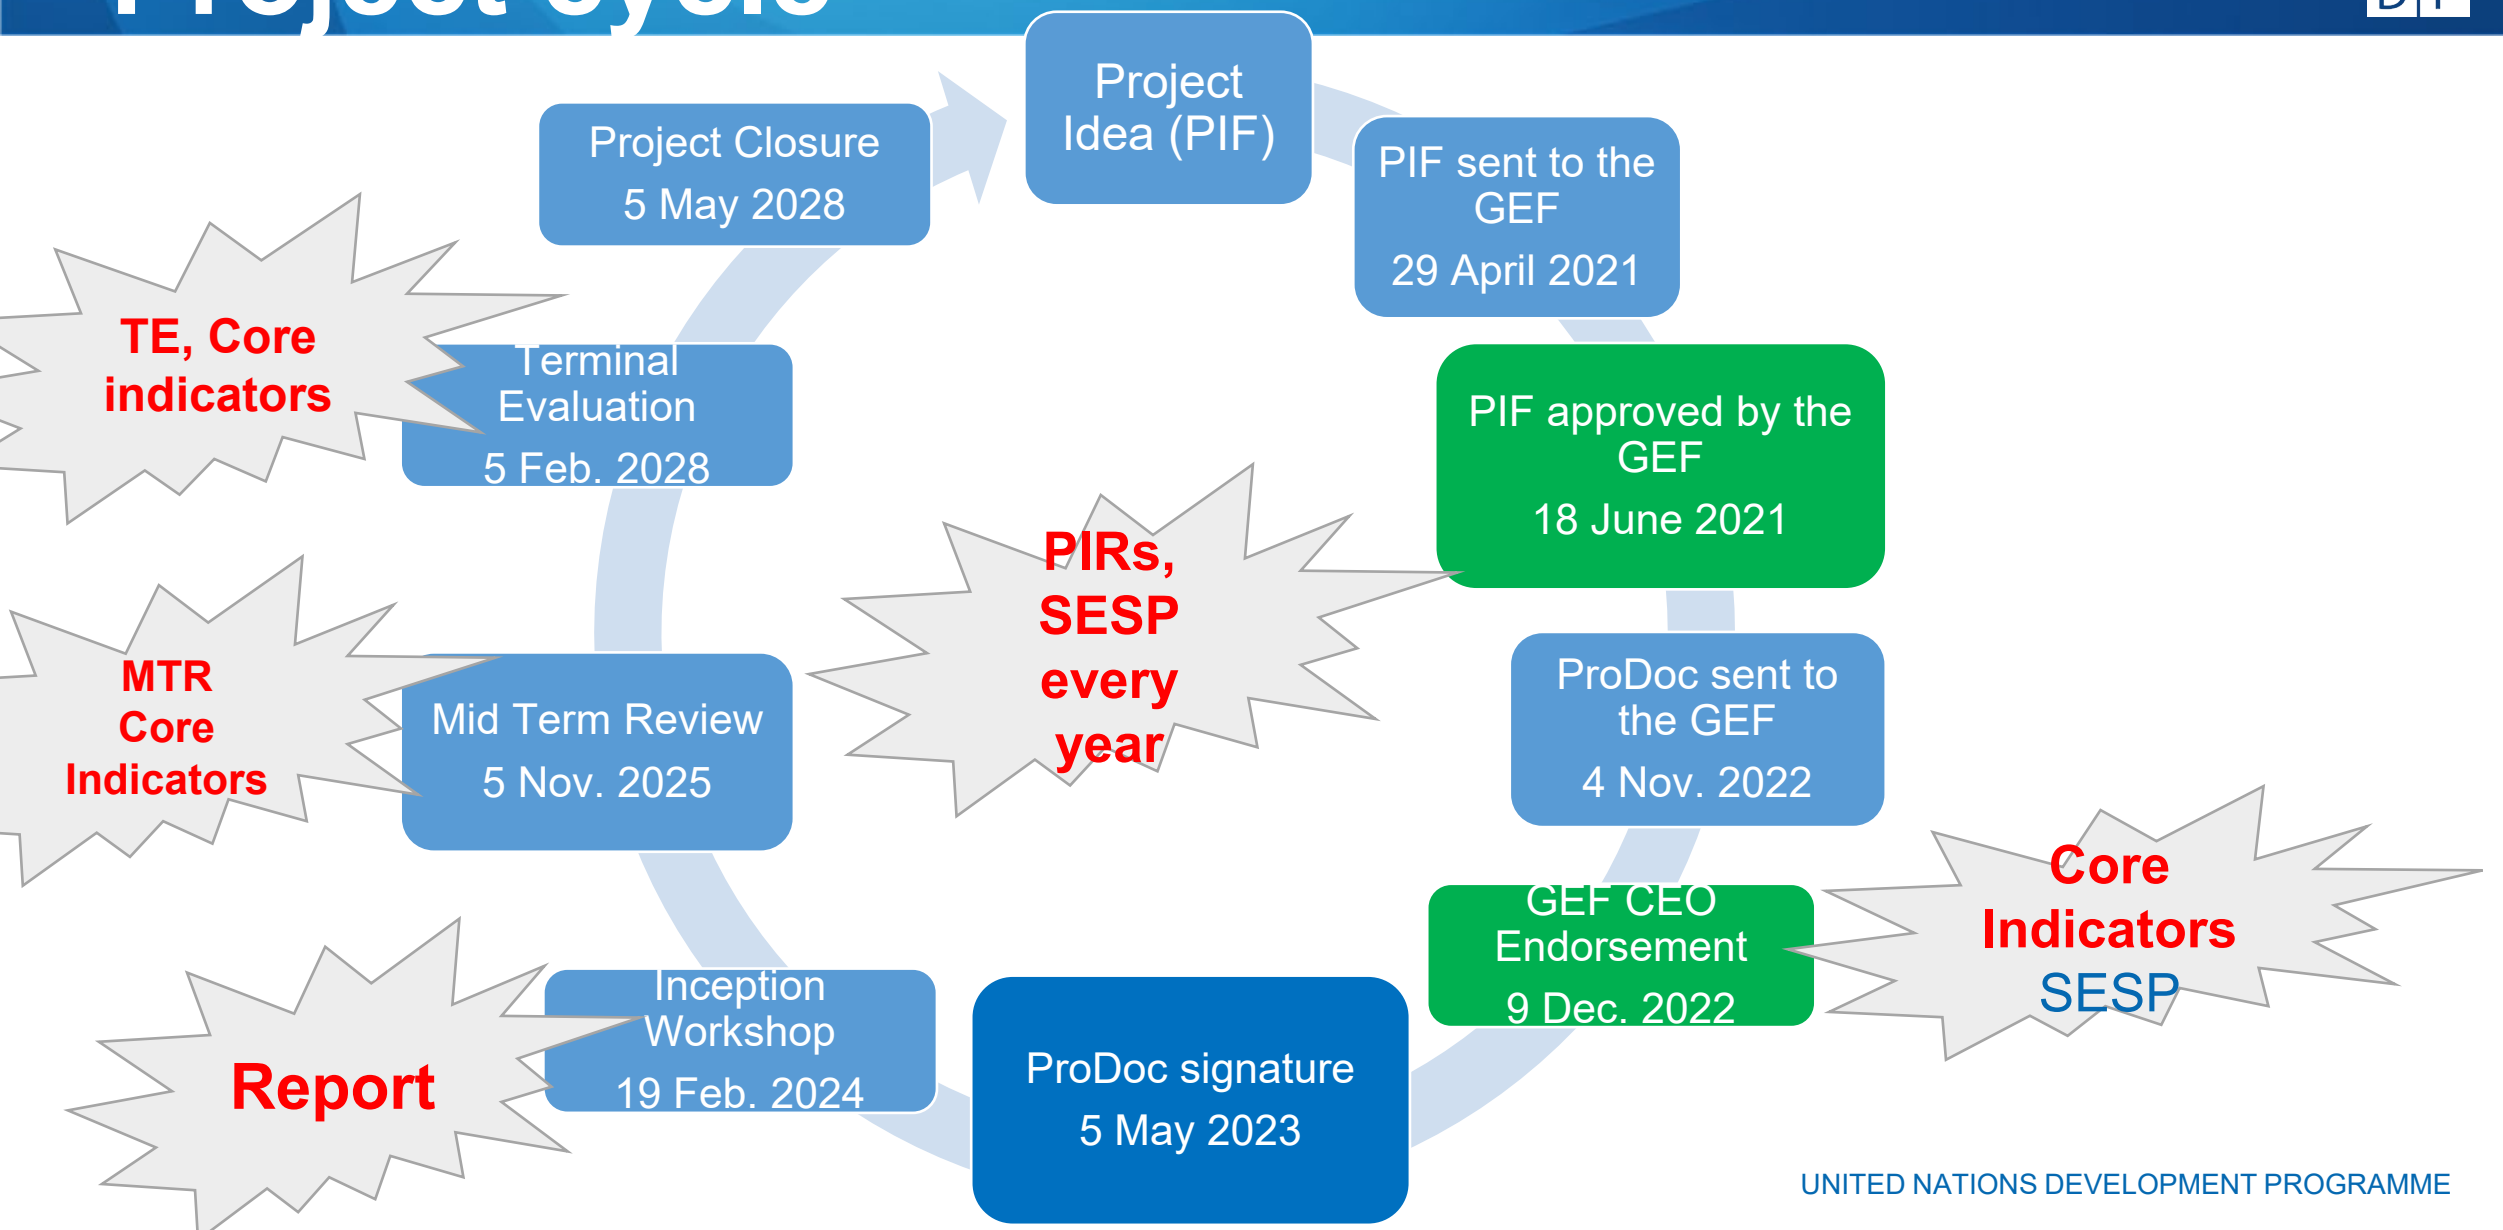 Project cycle
D P
Project
Idea (PIF)
PIF sent to the
GEF
29 April 2021
PIF approved by the
GEF
18 June 2021
ProDoc sent to
the GEF
4 Nov. 2022
GEF CEO
Endorsement
9 Dec. 2022
Core
Indicators
SESP
ProDoc signature
5 May 2023
Inception
Workshop
19 Feb. 2024
Report
Mid Term Review
5 Nov. 2025
MTR
Core
Indicators
Terminal
Evaluation
5 Feb. 2028
TE, Core
indicators
Project Closure
5 May 2028
PIRs,
SESP
every
year
UNITED NATIONS DEVELOPMENT PROGRAMME